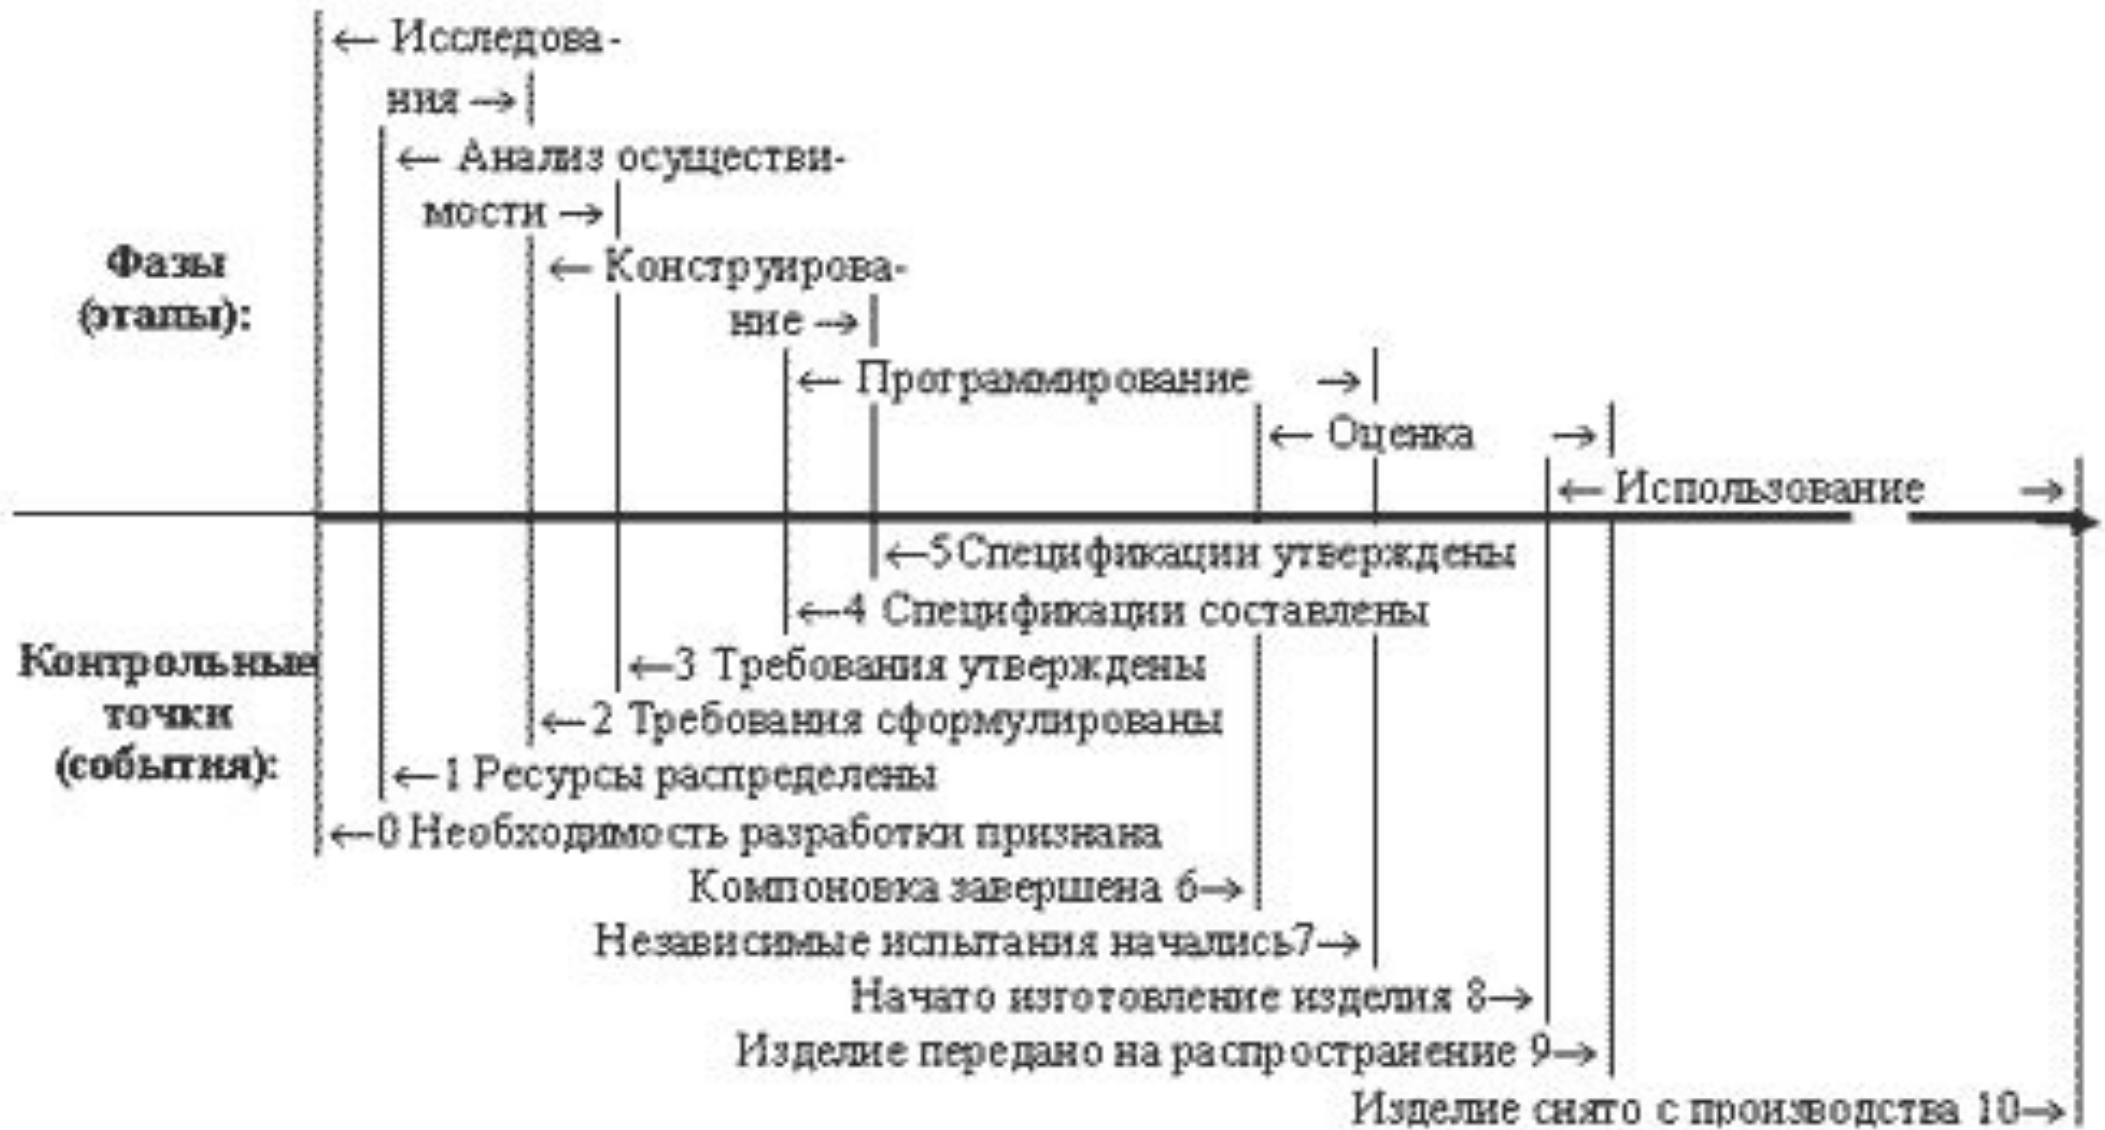 ← Исследова-
ния →
← Анализ осуществи-
мости →
Фазы
(этапы):
← Конструирова-
ние →
← Программирование →
← Оценка →
← Использование →
←5 Спецификации утверждены
←4 Спецификации составлены
Контрольные
точки
(события):
←3 Требования утверждены
←2 Требования сформулированы
←1 Ресурсы распределены
←0 Необходимость разработки признана
Компоновка завершена 6→
Независимые испытания начались7→
Начато изготовление изделия 8→
Изделие передано на распространение 9→
Изделие снято с производства 10→